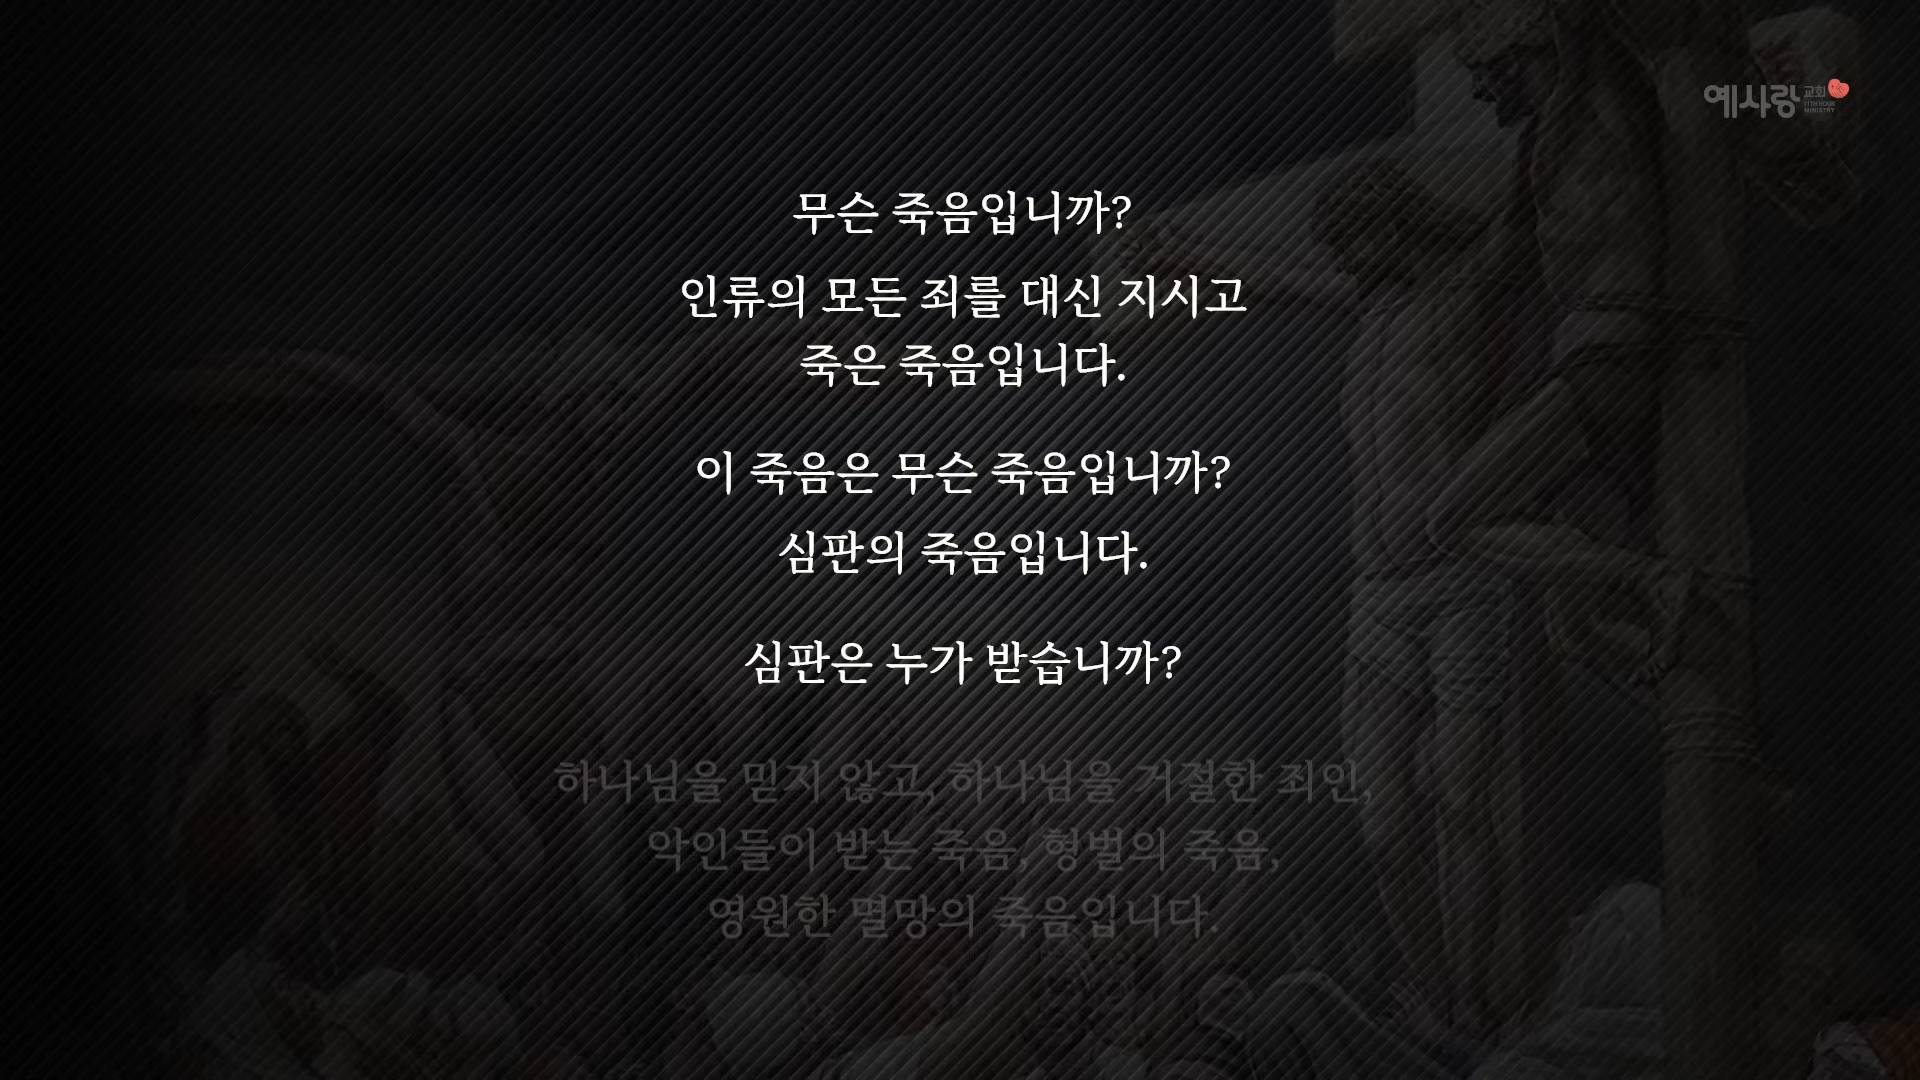 예사랑 교회
11TH HOUR
MINISTRY
무슨 죽음입니까?
인류의 모든 죄를 대신 지시고
죽은 죽음입니다.
이 죽음은 무슨 죽음입니까?
심판의 죽음입니다.
심판은 누가 받습니까?
하나님을 믿지 않고, 하나님을 거절한 죄인,
악인들이 받는 죽음, 형벌의 죽음,
영원한 멸망의 죽음입니다.